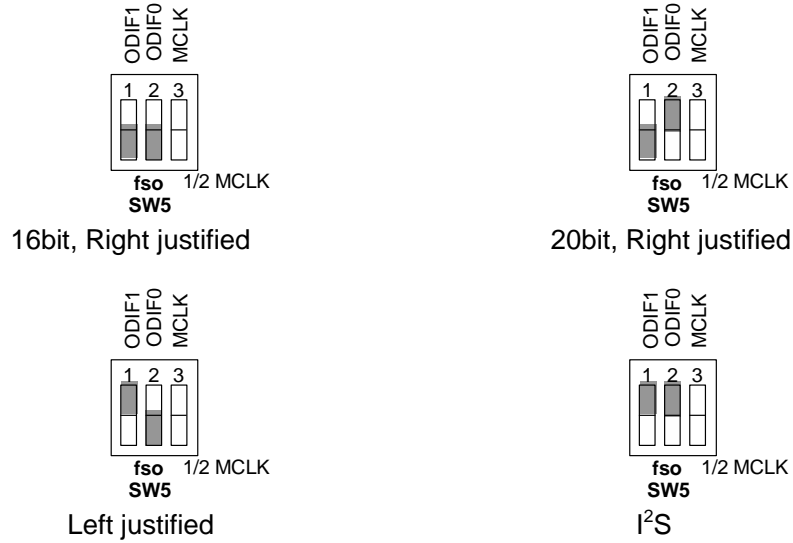 ODIF1
ODIF0
MCLK
1 2 3
fso 1/2 MCLK
SW5
16bit, Right justified
ODIF1
ODIF0
MCLK
1 2 3
fso 1/2 MCLK
SW5
20bit, Right justified
ODIF1
ODIF0
MCLK
1 2 3
fso 1/2 MCLK
SW5
Left justified
ODIF1
ODIF0
MCLK
1 2 3
fso 1/2 MCLK
SW5
I²S